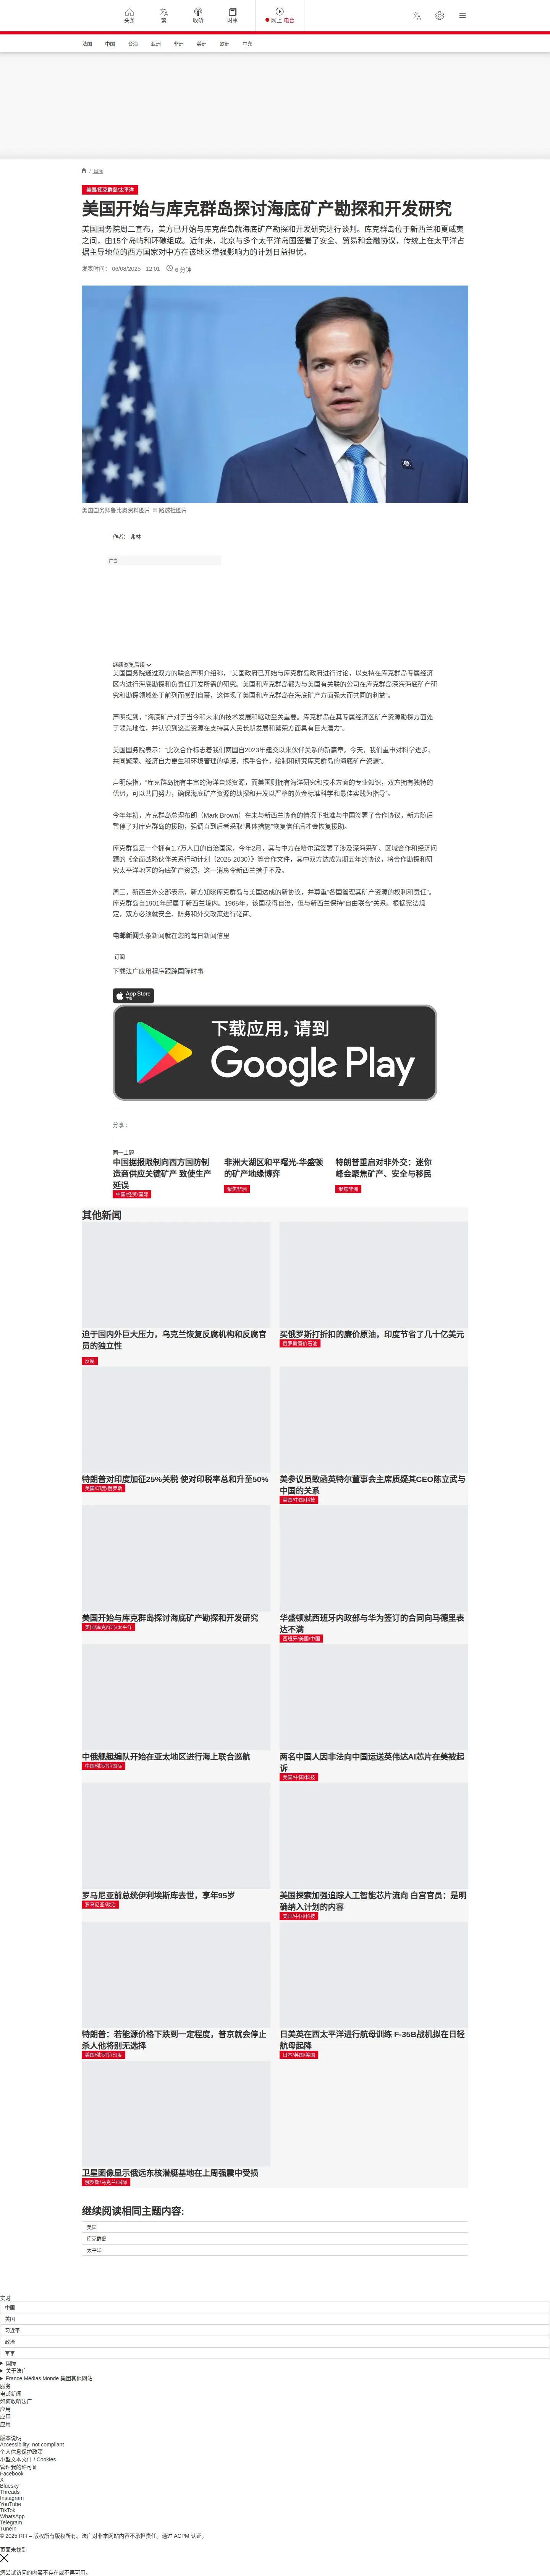 头条
繁
收听
时事
网上 电台
法国 中国 台海 亚洲 非洲 美洲 欧洲 中东
/ 国际
美国/库克群岛/太平洋
美国开始与库克群岛探讨海底矿产勘探和开发研究
美国国务院周二宣布，美方已开始与库克群岛就海底矿产勘探和开发研究进行谈判。库克群岛位于新西兰和夏威夷
之间，由15个岛屿和环礁组成。近年来，北京与多个太平洋岛国签署了安全、贸易和金融协议，传统上在太平洋占
据主导地位的西方国家对中方在该地区增强影响力的计划日益担忧。
发表时间： 06/08/2025 - 12:01 6 分钟
美国国务卿鲁比奥资料图片 © 路透社图片
作者： 弗林
广告
继续浏览后续
美国国务院通过双方的联合声明介绍称，“美国政府已开始与库克群岛政府进行讨论，以支持在库克群岛专属经济
区内进行海底勘探和负责任开发所需的研究。美国和库克群岛都为与美国有关联的公司在库克群岛深海海底矿产研
究和勘探领域处于前列而感到自豪，这体现了美国和库克群岛在海底矿产方面强大而共同的利益”。
声明提到，“海底矿产对于当今和未来的技术发展和驱动至关重要。库克群岛在其专属经济区矿产资源勘探方面处
于领先地位，并认识到这些资源在支持其人民长期发展和繁荣方面具有巨大潜力”。
美国国务院表示：“此次合作标志着我们两国自2023年建交以来伙伴关系的新篇章。今天，我们重申对科学进步、
共同繁荣、经济自力更生和环境管理的承诺，携手合作，绘制和研究库克群岛的海底矿产资源”。
声明续指，“库克群岛拥有丰富的海洋自然资源，而美国则拥有海洋研究和技术方面的专业知识，双方拥有独特的
优势，可以共同努力，确保海底矿产资源的勘探和开发以严格的黄金标准科学和最佳实践为指导”。
今年年初，库克群岛总理布朗（Mark Brown）在未与新西兰协商的情况下批准与中国签署了合作协议，新方随后
暂停了对库克群岛的援助，强调直到后者采取“具体措施”恢复信任后才会恢复援助。
库克群岛是一个拥有1.7万人口的自治国家，今年2月，其与中方在哈尔滨签署了涉及深海采矿、区域合作和经济问
题的《全面战略伙伴关系行动计划（2025-2030)》等合作文件，其中双方达成为期五年的协议，将合作勘探和研
究太平洋地区的海底矿产资源，这一消息令新西兰措手不及。
周三，新西兰外交部表示，新方知晓库克群岛与美国达成的新协议，并尊重“各国管理其矿产资源的权利和责任”。
库克群岛自1901年起属于新西兰境内。1965年，该国获得自治，但与新西兰保持“自由联合”关系。根据宪法规
定，双方必须就安全、防务和外交政策进行磋商。
电邮新闻头条新闻就在您的每日新闻信里
订阅
下载法广应用程序跟踪国际时事
App Store
下载
下载应用，请到
Google Play
分享 :
同一主题
中国据报限制向西方国防制
造商供应关键矿产 致使生产
延误
中国/经贸/国际
非洲大湖区和平曙光-华盛顿
的矿产地缘博弈
聚焦非洲
特朗普重启对非外交：迷你
峰会聚焦矿产、安全与移民
聚焦非洲
其他新闻
迫于国内外巨大压力，乌克兰恢复反腐机构和反腐官
员的独立性
反腐
买俄罗斯打折扣的廉价原油，印度节省了几十亿美元
俄罗斯廉价石油
特朗普对印度加征25%关税 使对印税率总和升至50%
美国/印度/俄罗斯
美参议员致函英特尔董事会主席质疑其CEO陈立武与
中国的关系
美国/中国/科技
美国开始与库克群岛探讨海底矿产勘探和开发研究
美国/库克群岛/太平洋
华盛顿就西班牙内政部与华为签订的合同向马德里表
达不满
西班牙/美国/中国
中俄舰艇编队开始在亚太地区进行海上联合巡航
中国/俄罗斯/国际
两名中国人因非法向中国运送英伟达AI芯片在美被起
诉
美国/中国/科技
罗马尼亚前总统伊利埃斯库去世，享年95岁
罗马尼亚/政治
美国探索加强追踪人工智能芯片流向 白宫官员：是明
确纳入计划的内容
美国/中国/科技
特朗普：若能源价格下跌到一定程度，普京就会停止
杀人他将别无选择
美国/俄罗斯/印度
日美英在西太平洋进行航母训练 F-35B战机拟在日轻
航母起降
日本/英国/美国
卫星图像显示俄远东核潜艇基地在上周强震中受损
俄罗斯/乌克兰/国际
继续阅读相同主题内容:
美国
库克群岛
太平洋
实时
中国
美国
习近平
政治
军事
国际
关于法广
France Médias Monde 集团其他网站
服务
电邮新闻
如何收听法广
应用
应用
应用
版本说明
Accessibility: not compliant
个人信息保护政策
小型文本文件 / Cookies
管理我的许可证
Facebook
X
Bluesky
Threads
Instagram
YouTube
TikTok
WhatsApp
Telegram
TuneIn
© 2025 RFI – 版权所有版权所有。法广对非本网站内容不承担责任。通过 ACPM 认证。
页面未找到
您尝试访问的内容不存在或不再可用。